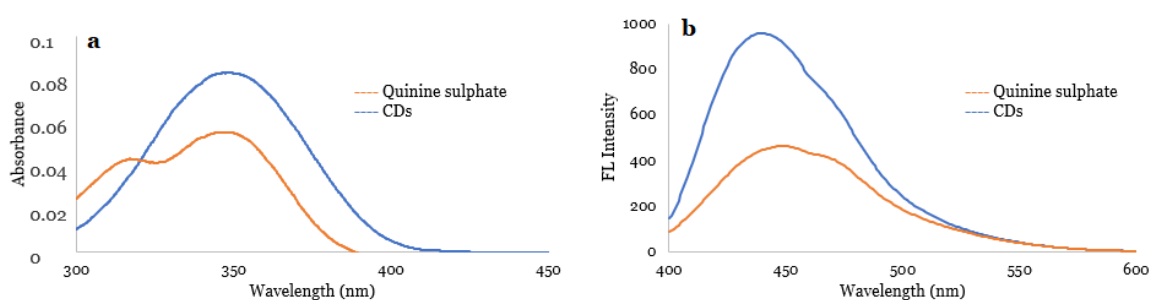 a
0.1
0.08
0.06
0.04
0.02
0
Absorbance
Quinine sulphate
CDs
300
350
400
450
Wavelength (nm)
b
1000
800
600
400
200
0
FL Intensity
Quinine sulphate
CDs
400
450
500
550
600
Wavelength (nm)